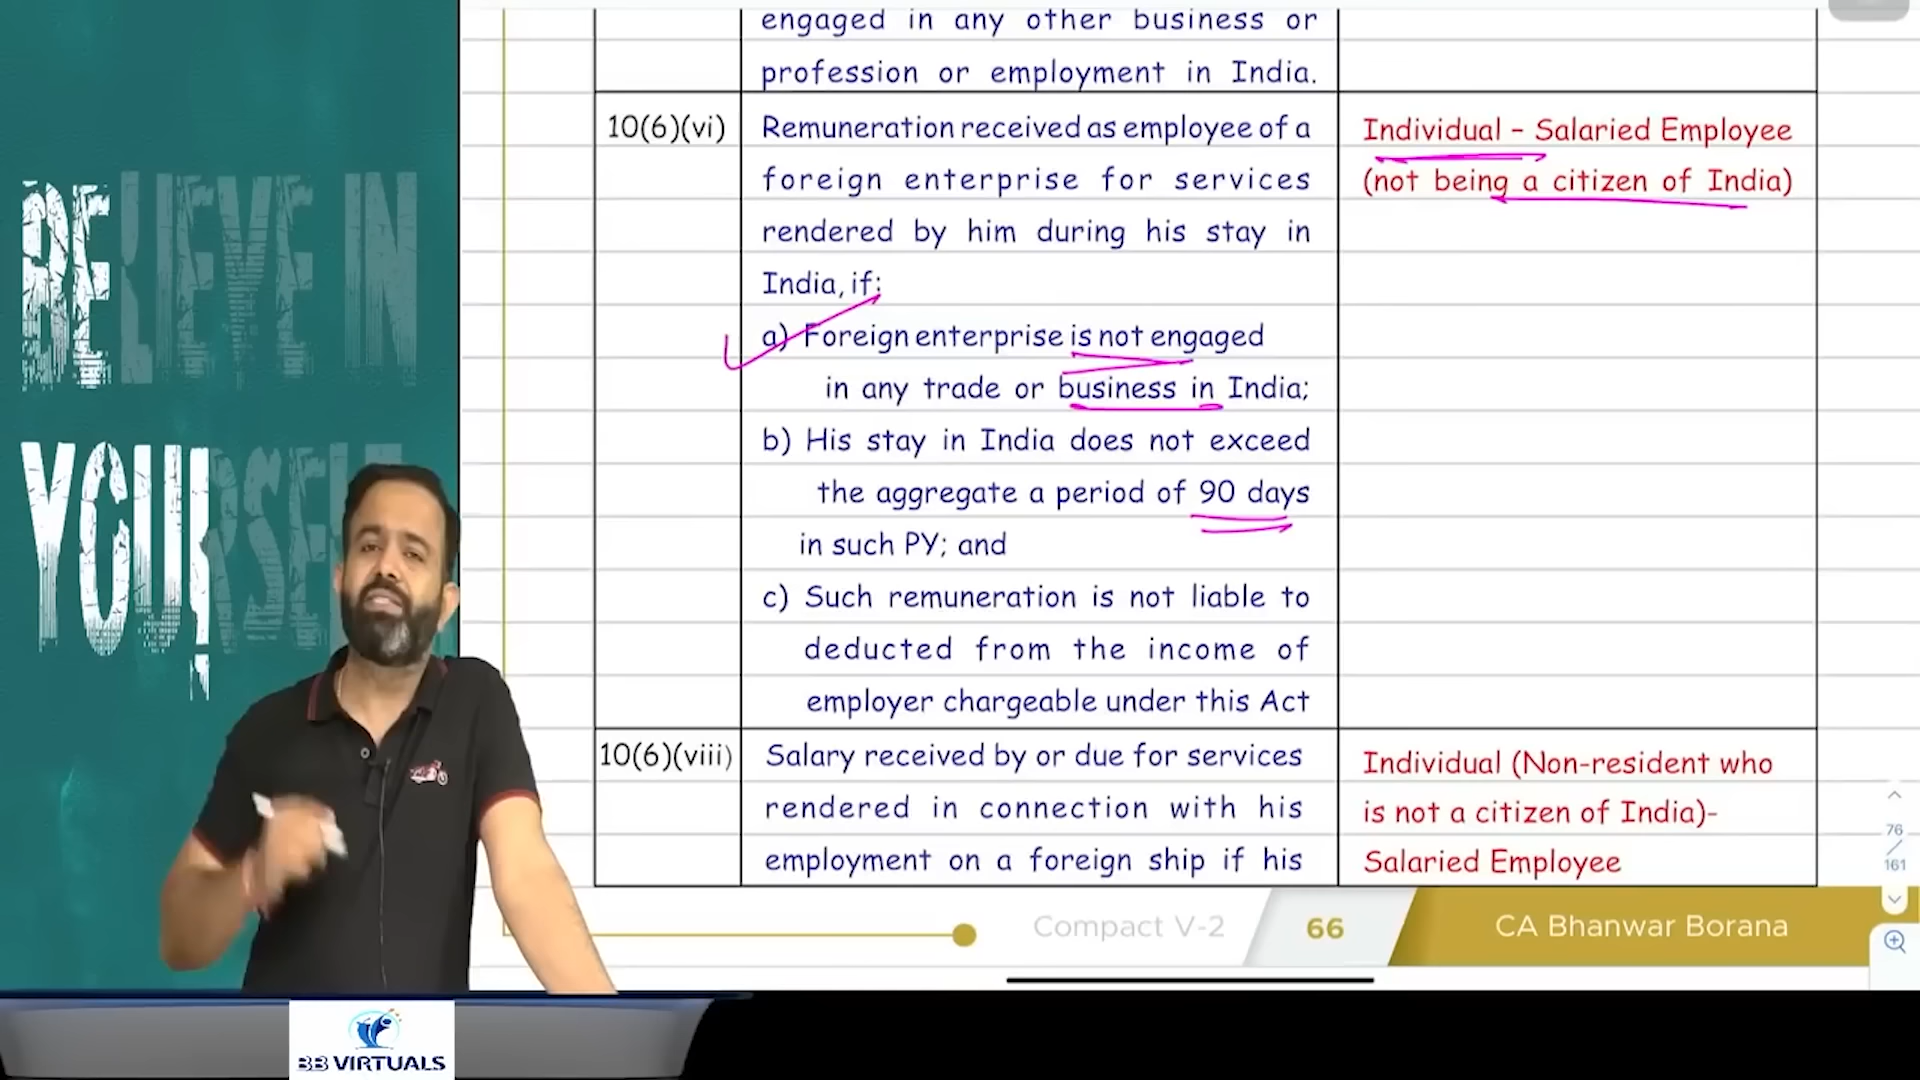 BELIEVE IN
YOURSELF
engaged in any other business or
profession or employment in India.
10(6)(vi)
Remuneration received as employee of a
foreign enterprise for services
rendered by him during his stay in
India, if:
a) Foreign enterprise is not engaged
in any trade or business in India;
b) His stay in India does not exceed
the aggregate a period of 90 days
in such PY; and
c) Such remuneration is not liable to
deducted from the income of
employer chargeable under this Act
Individual – Salaried Employee
(not being a citizen of India)
10(6)(viii)
Salary received by or due for services
rendered in connection with his
employment on a foreign ship if his
Individual (Non-resident who
is not a citizen of India)-
Salaried Employee
76
/
161
Compact V-2
66
CA Bhanwar Borana
BB VIRTUALS